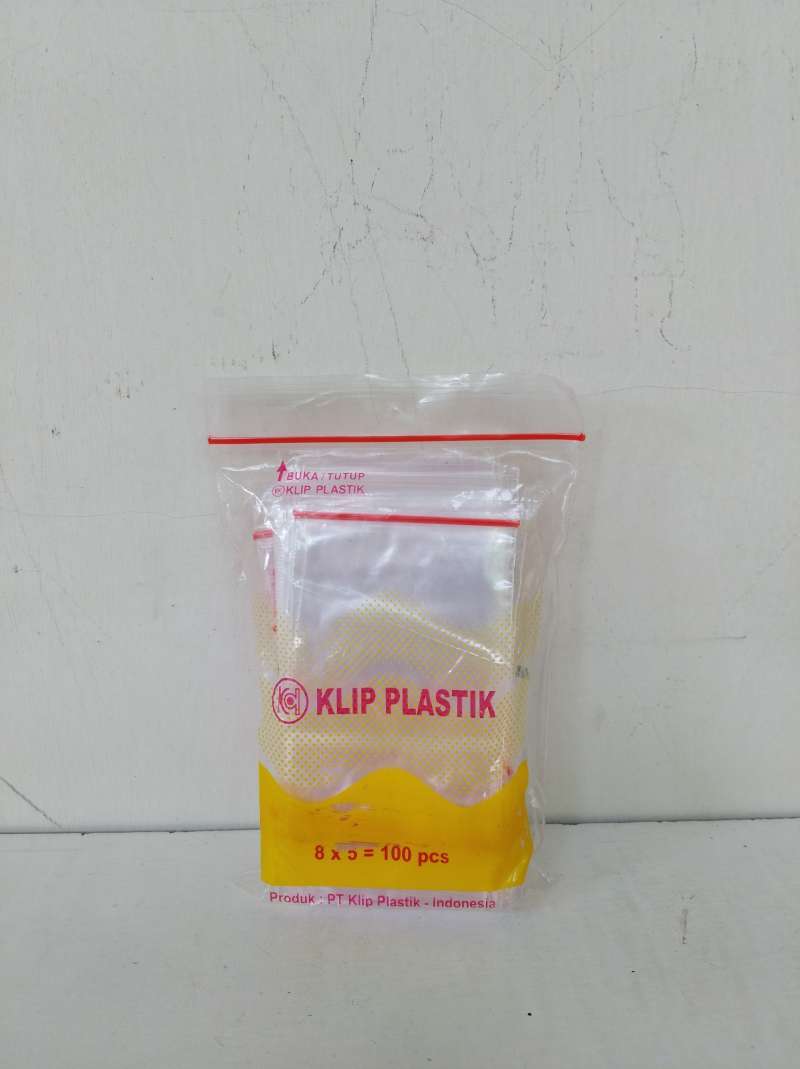 BUKA / TUTUP
KLIP PLASTIK
KLIP PLASTIK
8 x 5 = 100 pcs
Produk : PT Klip Plastik - Indonesia